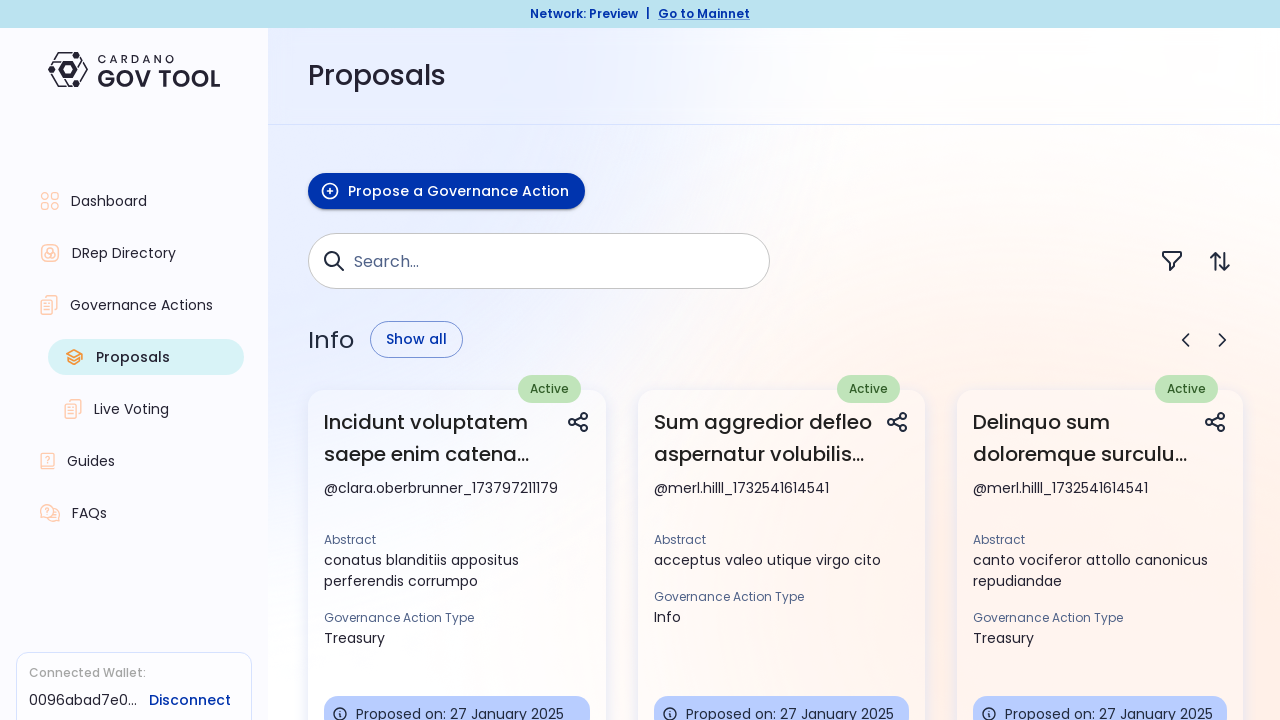 Network: Preview | Go to Mainnet
CARDANO
GOV TOOL
Proposals
Dashboard
DRep Directory
Governance Actions
Proposals
Live Voting
Guides
FAQs
Connected Wallet:
0096abad7e0... Disconnect
Propose a Governance Action
Search...
Info
Show all
Active
Incidunt voluptatem
saepe enim catena...
@clara.oberbrunner_173797211179
Abstract
conatus blanditiis appositus
perferendis corrumpo
Governance Action Type
Treasury
Proposed on: 27 January 2025
Active
Sum aggredior defleo
aspernatur volubilis...
@merl.hilll_1732541614541
Abstract
acceptus valeo utique virgo cito
Governance Action Type
Info
Proposed on: 27 January 2025
Active
Delinquo sum
doloremque surculu...
@merl.hilll_1732541614541
Abstract
canto vociferor attollo canonicus
repudiandae
Governance Action Type
Treasury
Proposed on: 27 January 2025